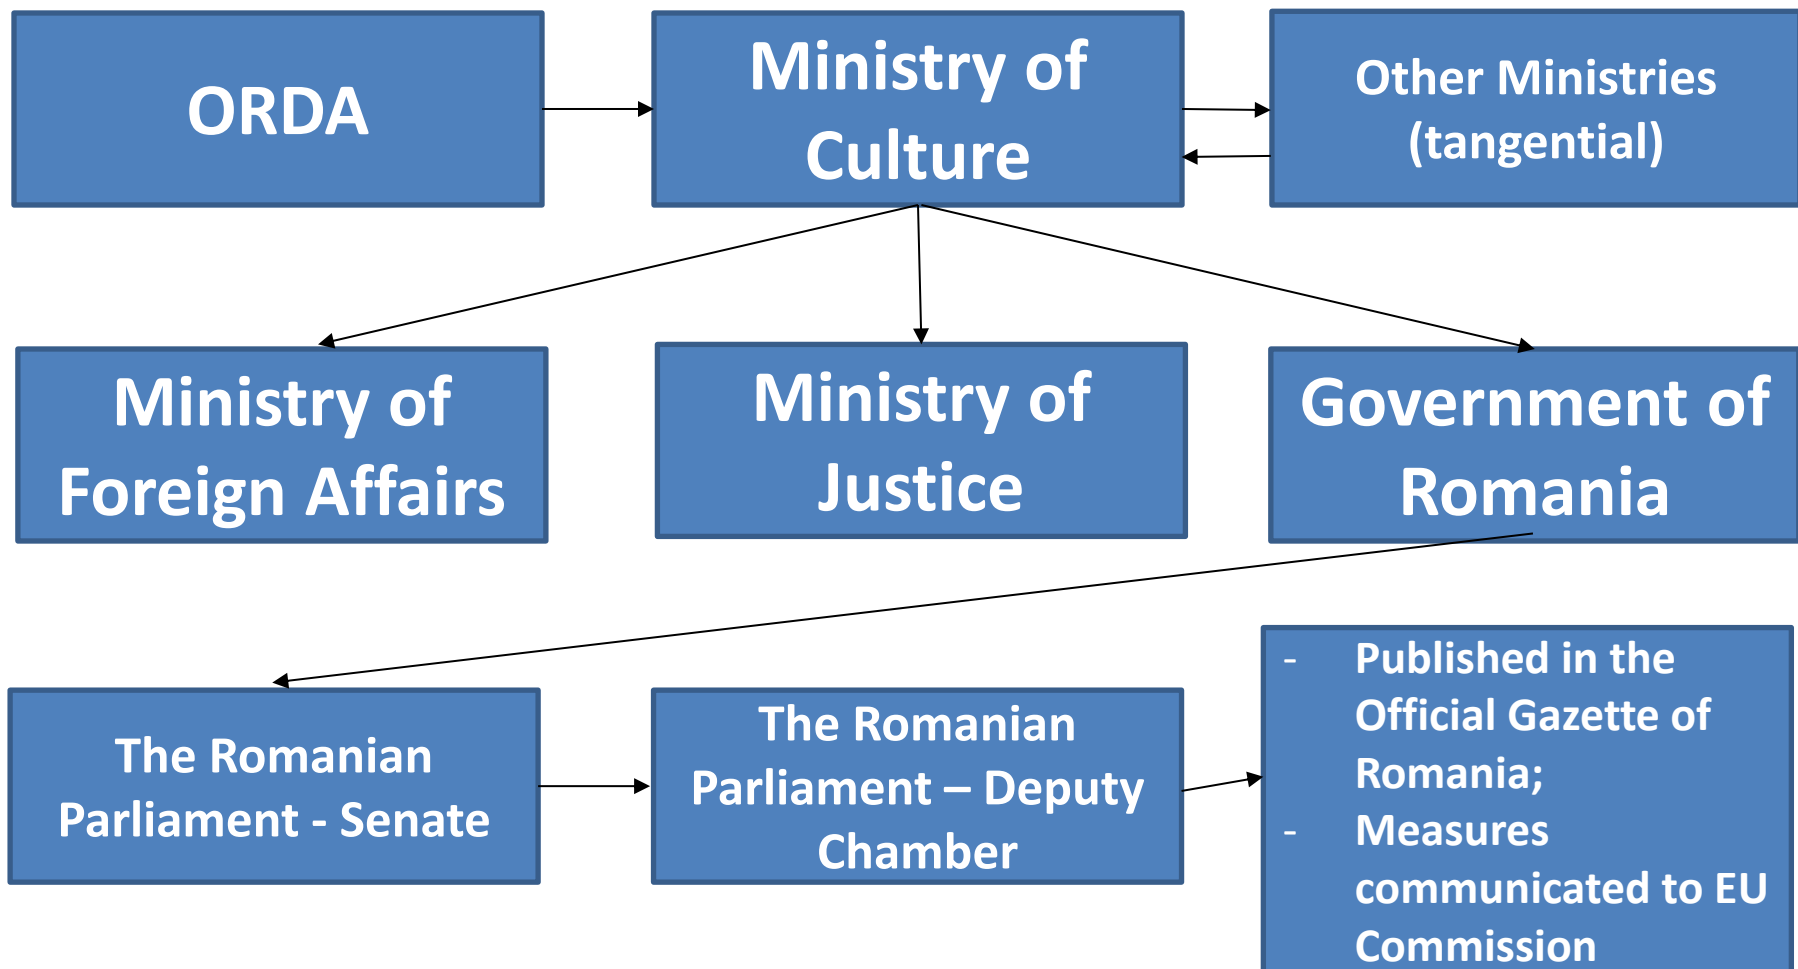 ORDA
Ministry of
Culture
Other Ministries
(tangential)
Ministry of
Foreign Affairs
Ministry of
Justice
Government of
Romania
The Romanian
Parliament - Senate
The Romanian
Parliament – Deputy
Chamber
- Published in the
Official Gazette of
Romania;
- Measures
communicated to EU
Commission